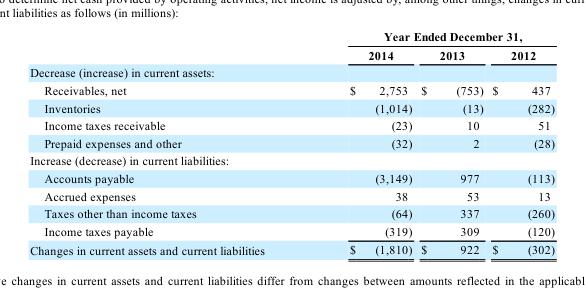 to determine net cash provided by operating activities, net income is adjusted by, among other things, changes in
liabilities as follows (in millions):
Year Ended December 31,
2014 2013 2012
Decrease (increase) in current assets:
Receivables, net $ 2,753 $ (753) $ 437
Inventories (1,014) (13) (282)
Income taxes receivable (23) 10 51
Prepaid expenses and other (32) 2 (28)
Increase (decrease) in current liabilities:
Accounts payable (3,149) 977 (113)
Accrued expenses 38 53 13
Taxes other than income taxes (64) 337 (260)
Income taxes payable (319) 309 (120)
Changes in current assets and current liabilities $ (1,810) $ 922 $ (302)
changes in current assets and current liabilities differ from changes between amounts reflected in the